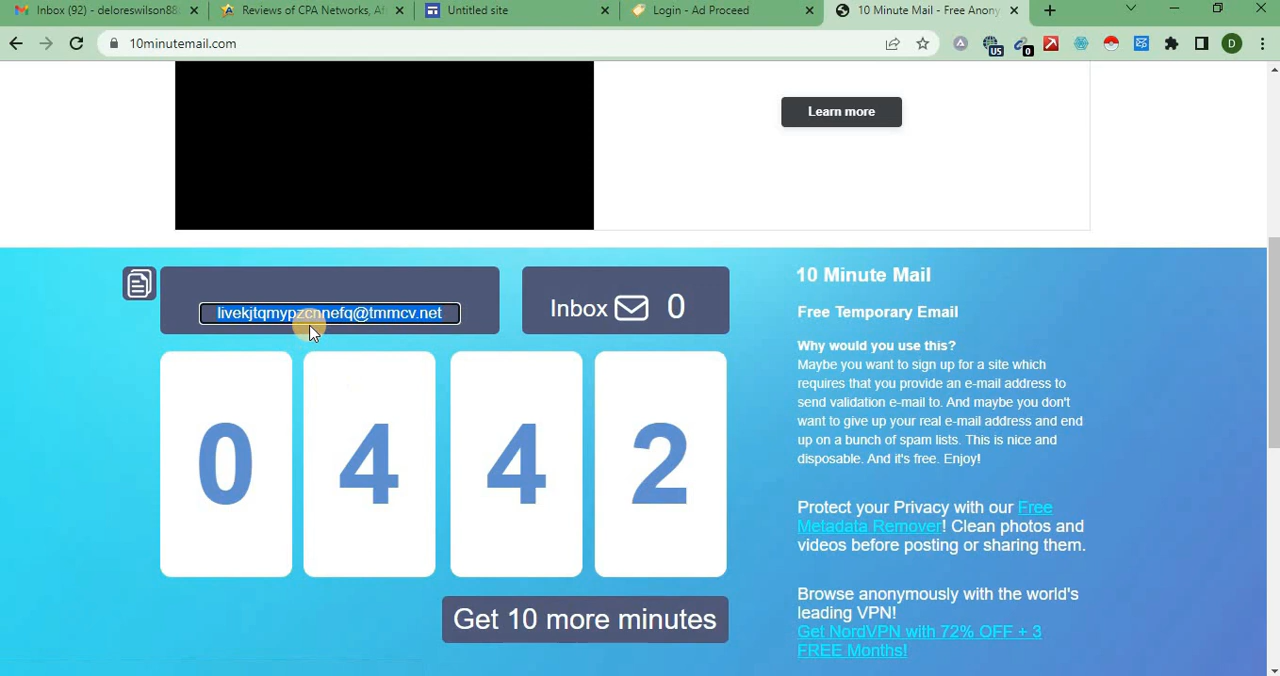 Inbox (92) - deloreswilson88
Reviews of CPA Networks, Af
Untitled site
Login - Ad Proceed
10 Minute Mail - Free Anony
10minutemail.com
US
0
D
Learn more
livekjtqmypzcnnefq@tmmcv.net
Inbox 0
0 4 4 2
Get 10 more minutes
10 Minute Mail
Free Temporary Email
Why would you use this?
Maybe you want to sign up for a site which
requires that you provide an e-mail address to
send validation e-mail to. And maybe you don't
want to give up your real e-mail address and end
up on a bunch of spam lists. This is nice and
disposable. And it's free. Enjoy!
Protect your Privacy with our Free
Metadata Remover! Clean photos and
videos before posting or sharing them.
Browse anonymously with the world's
leading VPN!
Get NordVPN with 72% OFF + 3
FREE Months!